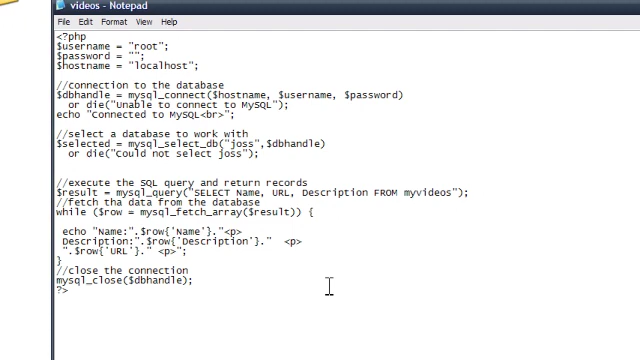 videos - Notepad
File Edit Format View Help
<?php
$username = "root";
$password = "";
$hostname = "localhost";
//connection to the database
$dbhandle = mysql_connect($hostname, $username, $password)
or die("Unable to connect to MySQL");
echo "Connected to MySQL<br>";
//select a database to work with
$selected = mysql_select_db("joss",$dbhandle)
or die("Could not select joss");
//execute the SQL query and return records
$result = mysql_query("SELECT Name, URL, Description FROM myvideos");
//fetch tha data from the database
while ($row = mysql_fetch_array($result)) {
echo "Name:".$row{'Name'}."<p>
Description:".$row{'Description'}." <p>
".$row{'URL'}." <p>";
}
//close the connection
mysql_close($dbhandle);
?>